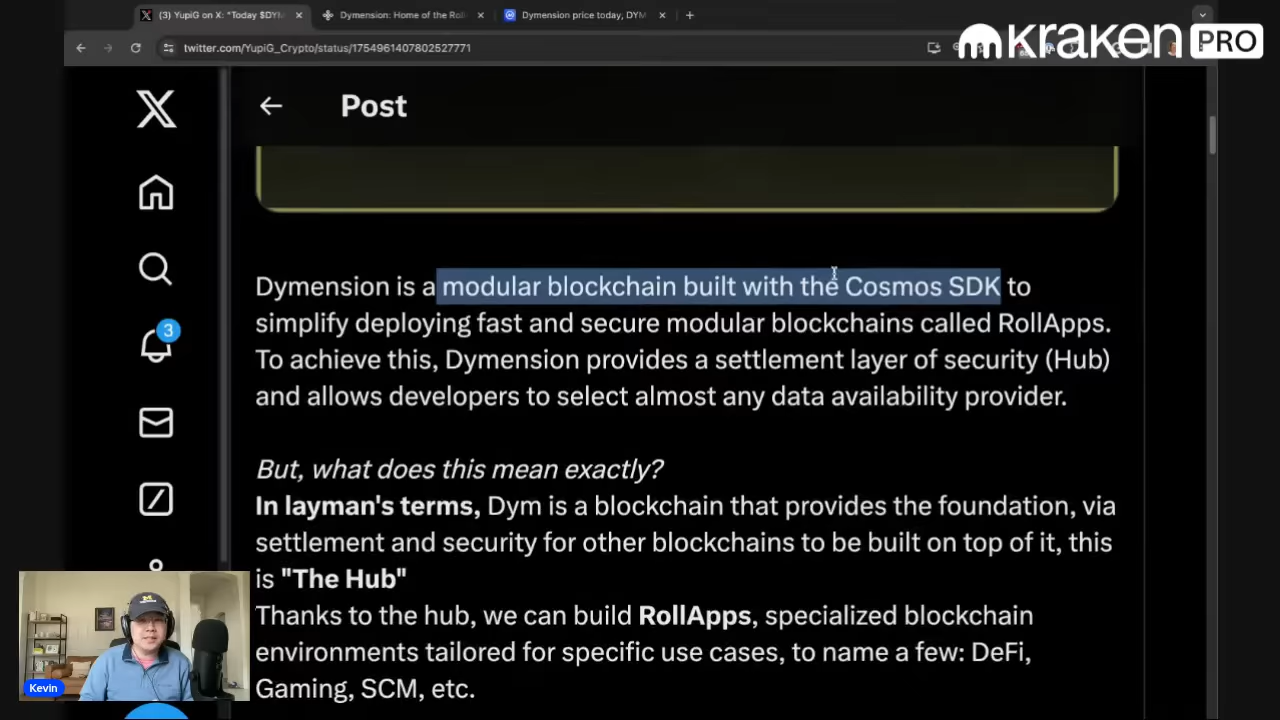 (3) YupiG on X: "Today $DYM
Dymension: Home of the Roll
Dymension price today, DYM
twitter.com/YupiG_Crypto/status/1754961407802527771
kraken PRO
Post
Dymension is a modular blockchain built with the Cosmos SDK to
simplify deploying fast and secure modular blockchains called RollApps.
To achieve this, Dymension provides a settlement layer of security (Hub)
and allows developers to select almost any data availability provider.
3
But, what does this mean exactly?
In layman's terms, Dym is a blockchain that provides the foundation, via
settlement and security for other blockchains to be built on top of it, this
is "The Hub"
Thanks to the hub, we can build RollApps, specialized blockchain
environments tailored for specific use cases, to name a few: DeFi,
Gaming, SCM, etc.
Kevin